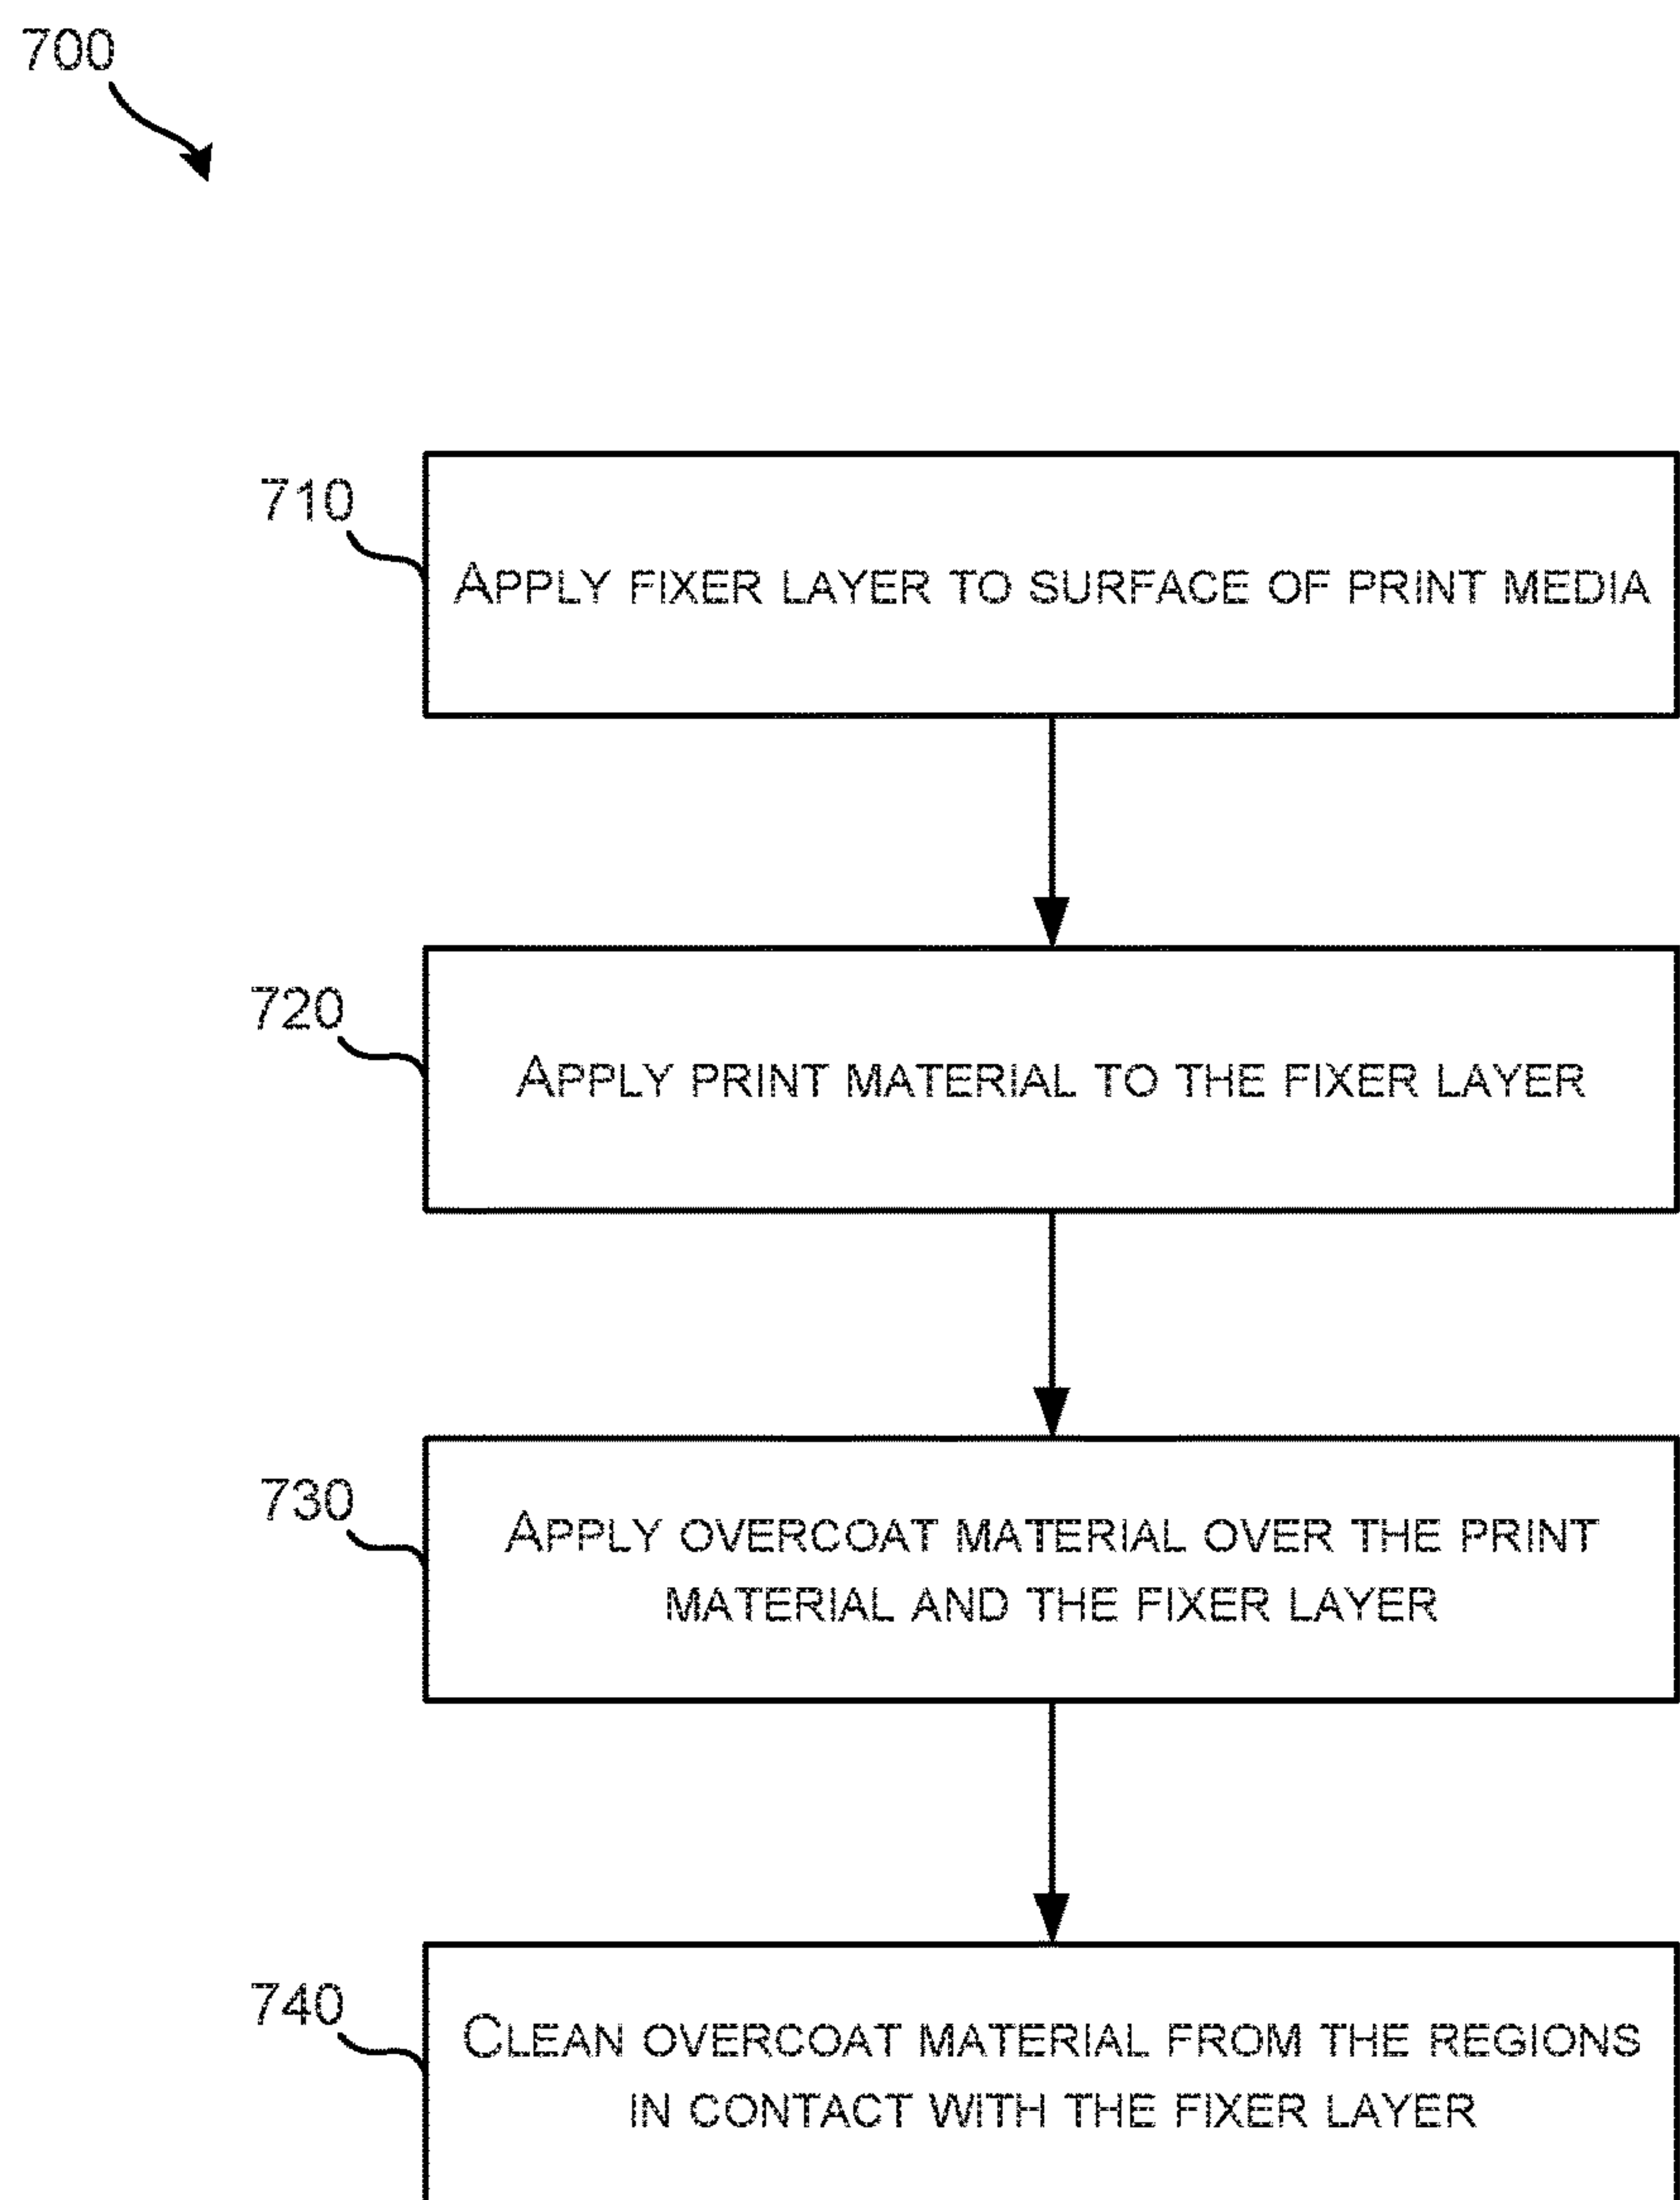 700
710
APPLY FIXER LAYER TO SURFACE OF PRINT MEDIA
720
APPLY PRINT MATERIAL TO THE FIXER LAYER
730
APPLY OVERCOAT MATERIAL OVER THE PRINT
MATERIAL AND THE FIXER LAYER
740
CLEAN OVERCOAT MATERIAL FROM THE REGIONS
IN CONTACT WITH THE FIXER LAYER